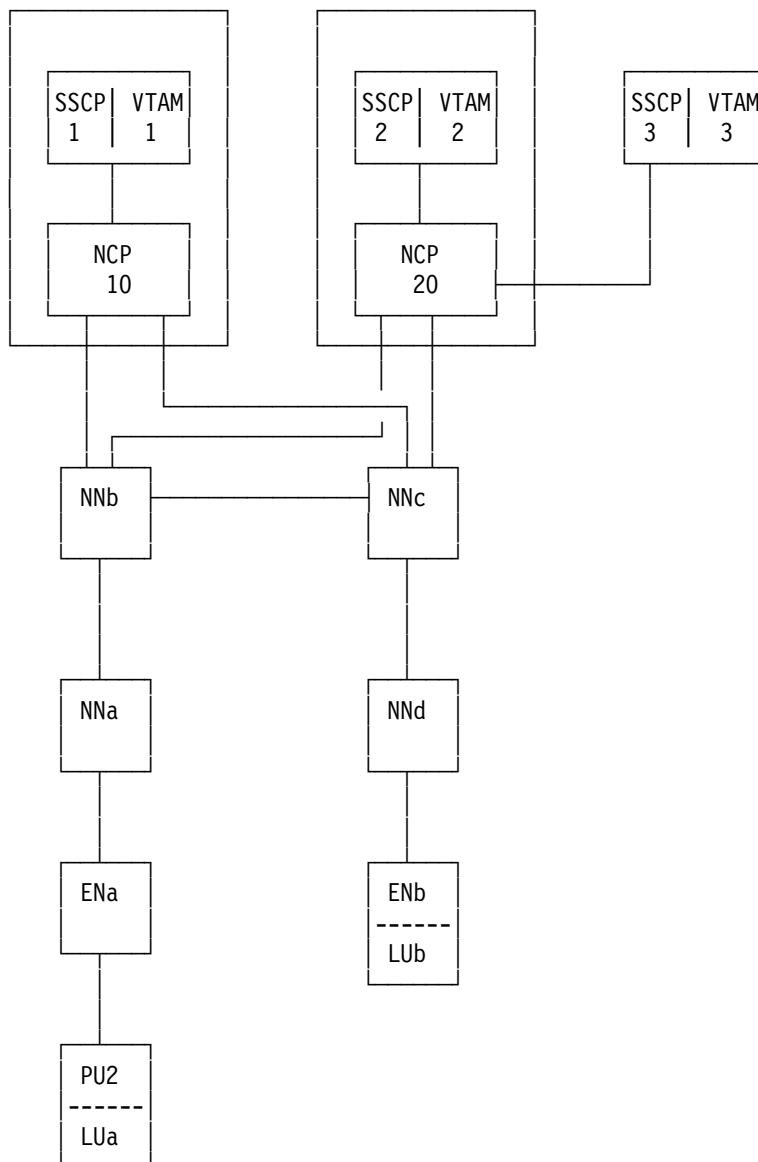 SSCP VTAM
1 1
SSCP VTAM
2 2
SSCP VTAM
3 3
NCP
10
NCP
20
NNb
NNc
NNa
NNd
ENa
ENb
LUb
PU2
LUa